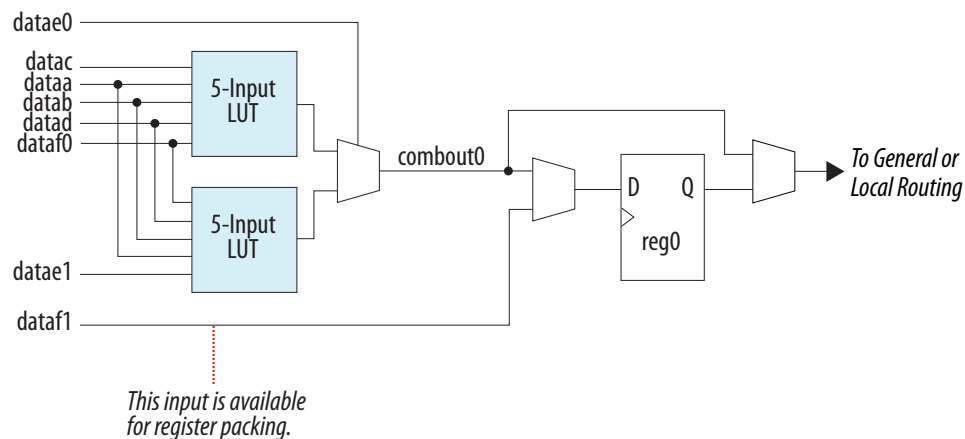 datae0
datac
dataa
datab
datad
dataf0
5-Input
LUT
combout0
D
Q
reg0
To General or
Local Routing
5-Input
LUT
datae1
dataf1
This input is available
for register packing.